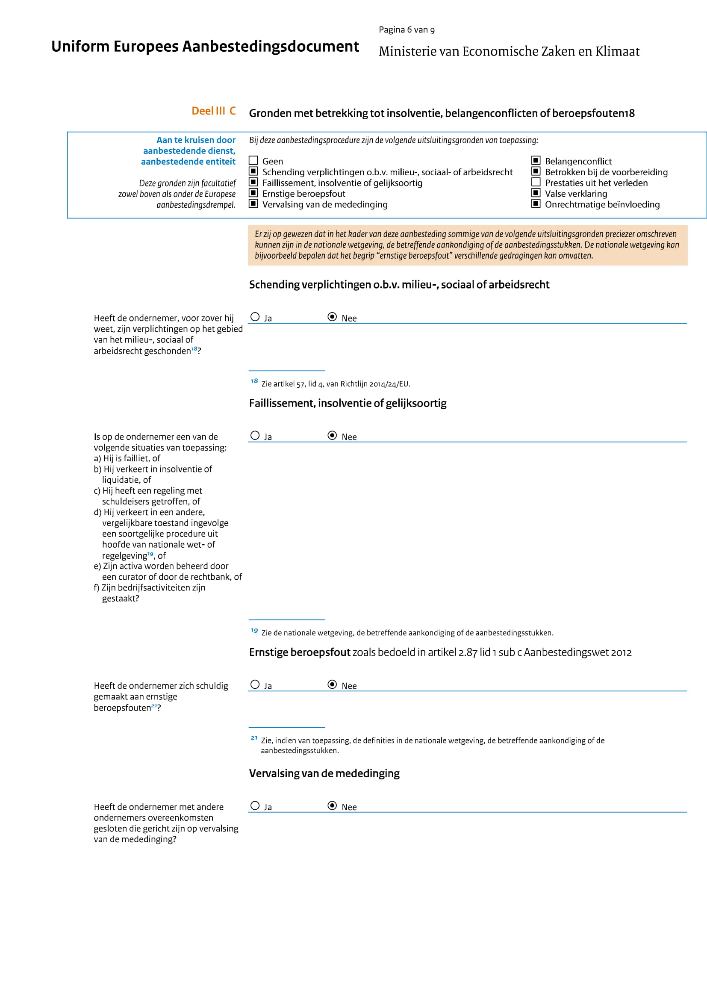 Pagina 6 van 9
Uniform Europees Aanbestedingsdocument
Ministerie van Economische Zaken en Klimaat
Deel III C
Gronden met betrekking tot insolventie, belangenconflicten of beroepsfouten18
Aan te kruisen door
aanbestedende dienst,
aanbestedende entiteit
Deze gronden zijn facultatief
zowel boven als onder de Europese
aanbestedingsdrempel.
Bij deze aanbestedingsprocedure zijn de volgende uitsluitingsgronden van toepassing:
Geen
Schending verplichtingen o.b.v. milieu-, sociaal- of arbeidsrecht
Faillissement, insolventie of gelijksoortig
Ernstige beroepsfout
Vervalsing van de mededinging
Belangenconflict
Betrokken bij de voorbereiding
Prestaties uit het verleden
Valse verklaring
Onrechtmatige beïnvloeding
Er zij op gewezen dat in het kader van deze aanbesteding sommige van de volgende uitsluitingsgronden preciezer omschreven
kunnen zijn in de nationale wetgeving, de betreffende aankondiging of de aanbestedingsstukken. De nationale wetgeving kan
bijvoorbeeld bepalen dat het begrip “ernstige beroepsfout” verschillende gedragingen kan omvatten.
Schending verplichtingen o.b.v. milieu-, sociaal of arbeidsrecht
Heeft de ondernemer, voor zover hij
weet, zijn verplichtingen op het gebied
van het milieu-, sociaal of
arbeidsrecht geschonden18?
Ja Nee
18 Zie artikel 57, lid 4, van Richtlijn 2014/24/EU.
Faillissement, insolventie of gelijksoortig
Is op de ondernemer een van de
volgende situaties van toepassing:
a) Hij is failliet, of
b) Hij verkeert in insolventie of
liquidatie, of
c) Hij heeft een regeling met
schuldeisers getroffen, of
d) Hij verkeert in een andere,
vergelijkbare toestand ingevolge
een soortgelijke procedure uit
hoofde van nationale wet- of
regelgeving19, of
e) Zijn activa worden beheerd door
een curator of door de rechtbank, of
f) Zijn bedrijfsactiviteiten zijn
gestaakt?
Ja Nee
19 Zie de nationale wetgeving, de betreffende aankondiging of de aanbestedingsstukken.
Ernstige beroepsfout zoals bedoeld in artikel 2.87 lid 1 sub c Aanbestedingswet 2012
Heeft de ondernemer zich schuldig
gemaakt aan ernstige
beroepsfouten21?
Ja Nee
21 Zie, indien van toepassing, de definities in de nationale wetgeving, de betreffende aankondiging of de
aanbestedingsstukken.
Vervalsing van de mededinging
Heeft de ondernemer met andere
ondernemers overeenkomsten
gesloten die gericht zijn op vervalsing
van de mededinging?
Ja Nee